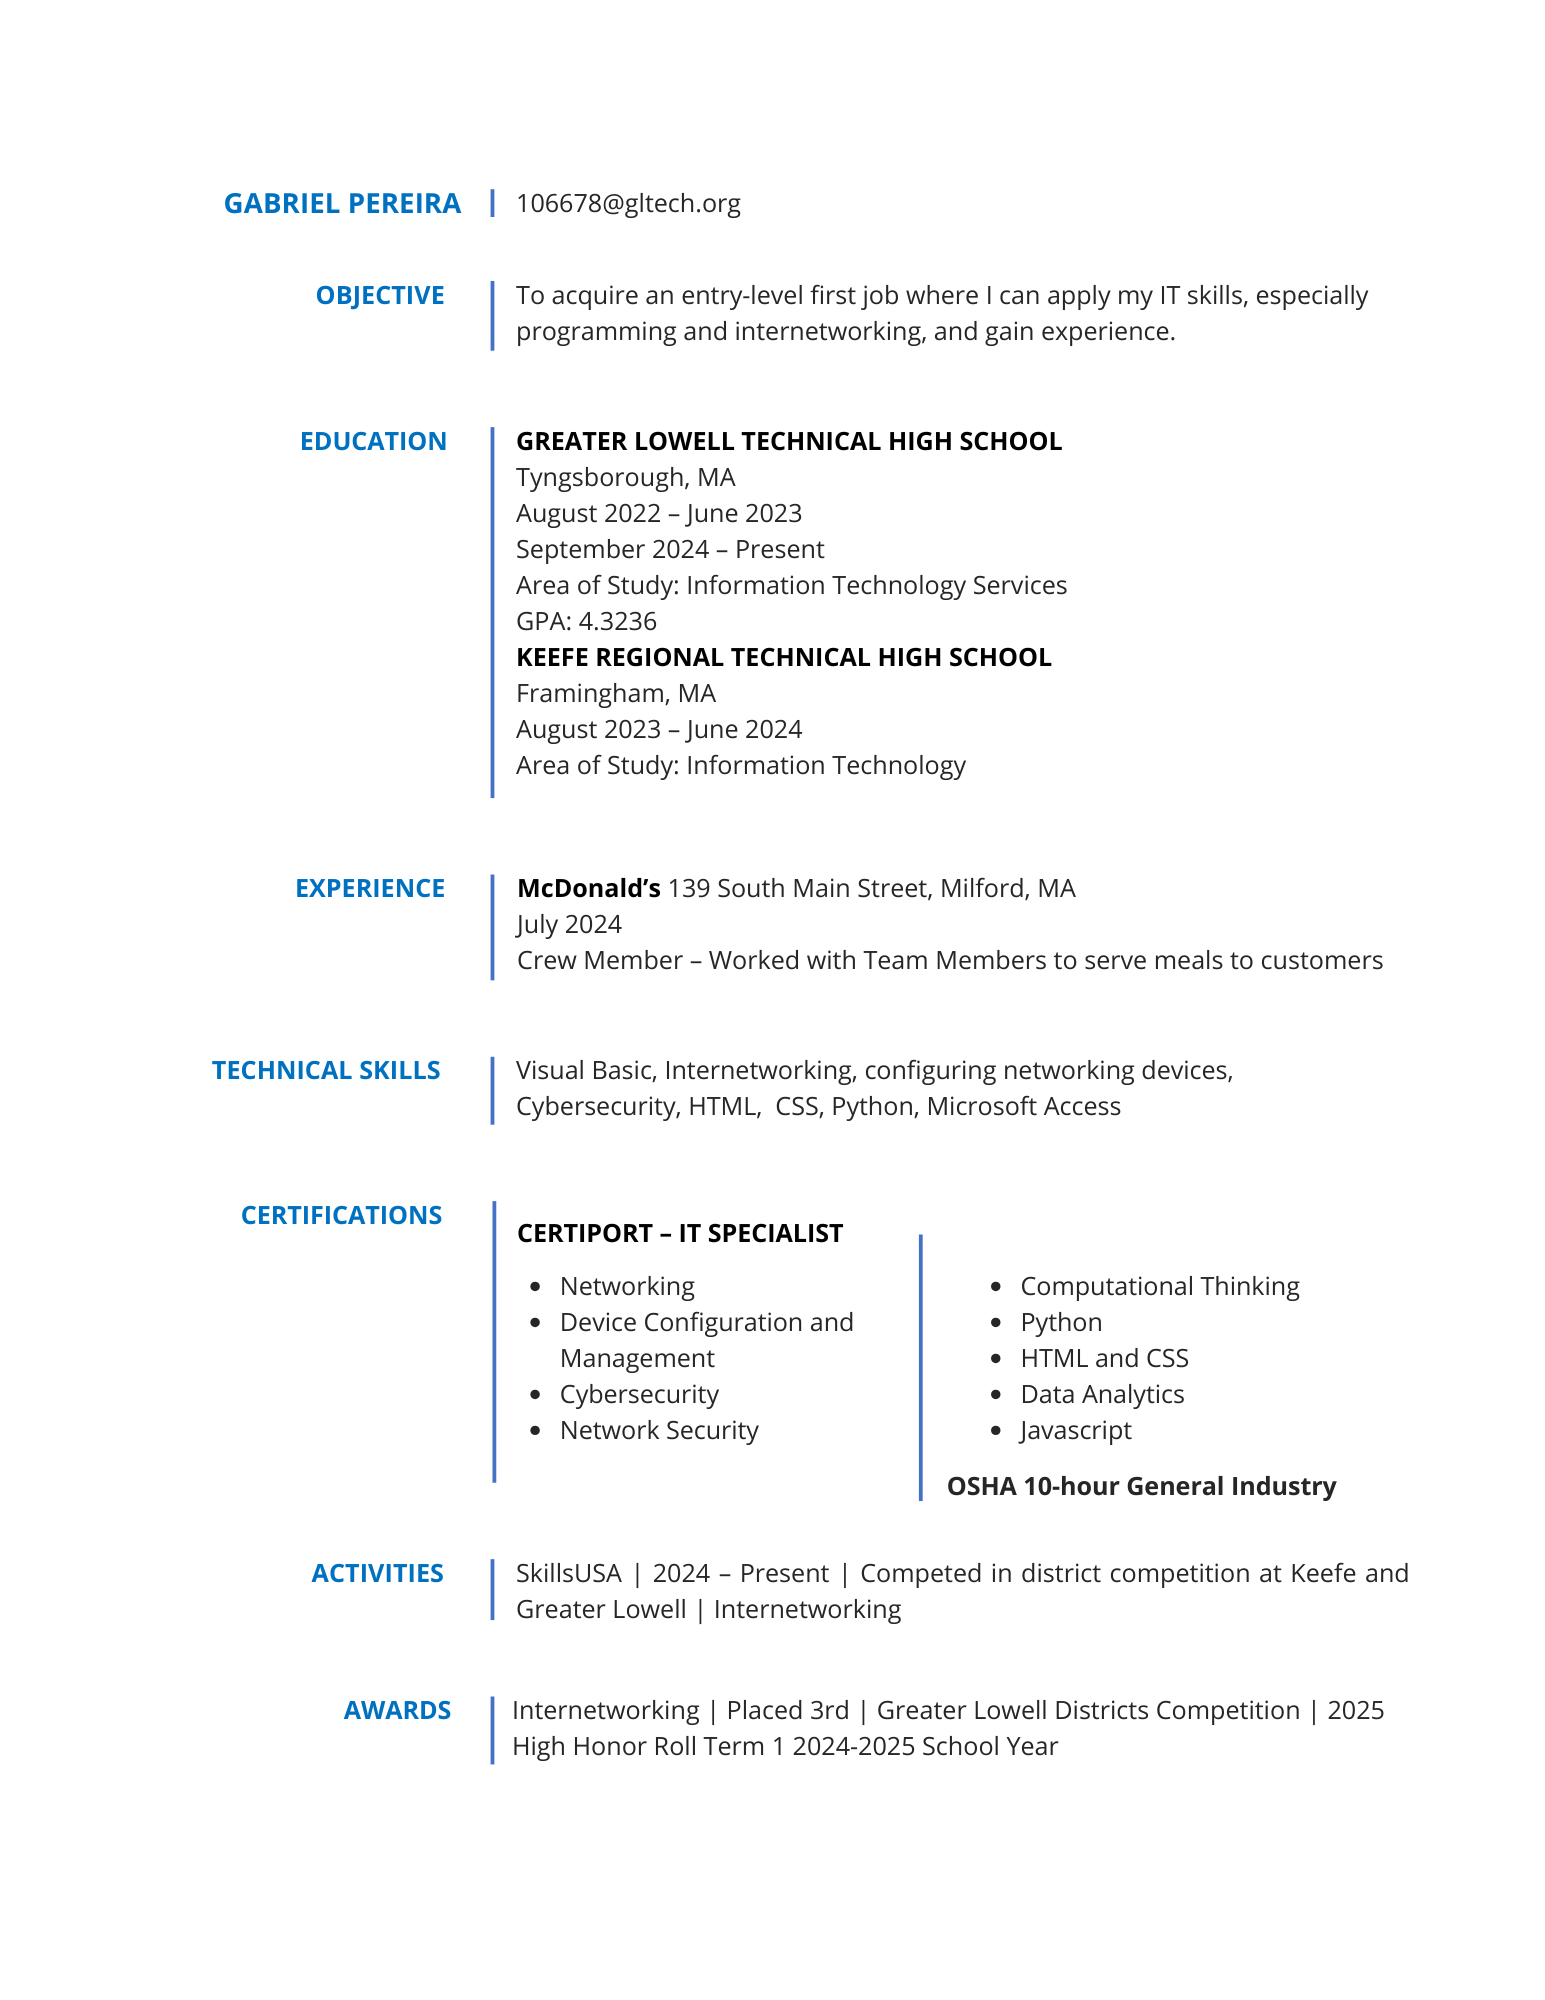 GABRIEL PEREIRA
106678@gltech.org
OBJECTIVE
To acquire an entry-level first job where I can apply my IT skills, especially
programming and internetworking, and gain experience.
EDUCATION
GREATER LOWELL TECHNICAL HIGH SCHOOL
Tyngsborough, MA
August 2022 – June 2023
September 2024 – Present
Area of Study: Information Technology Services
GPA: 4.3236
KEEFE REGIONAL TECHNICAL HIGH SCHOOL
Framingham, MA
August 2023 – June 2024
Area of Study: Information Technology
EXPERIENCE
McDonald’s 139 South Main Street, Milford, MA
July 2024
Crew Member – Worked with Team Members to serve meals to customers
TECHNICAL SKILLS
Visual Basic, Internetworking, configuring networking devices,
Cybersecurity, HTML,  CSS, Python, Microsoft Access
CERTIFICATIONS
CERTIPORT – IT SPECIALIST
• Networking
• Device Configuration and
Management
• Cybersecurity
• Network Security
• Computational Thinking
• Python
• HTML and CSS
• Data Analytics
• Javascript
OSHA 10-hour General Industry
ACTIVITIES
SkillsUSA | 2024 – Present | Competed in district competition at Keefe and
Greater Lowell | Internetworking
AWARDS
Internetworking | Placed 3rd | Greater Lowell Districts Competition | 2025
High Honor Roll Term 1 2024-2025 School Year